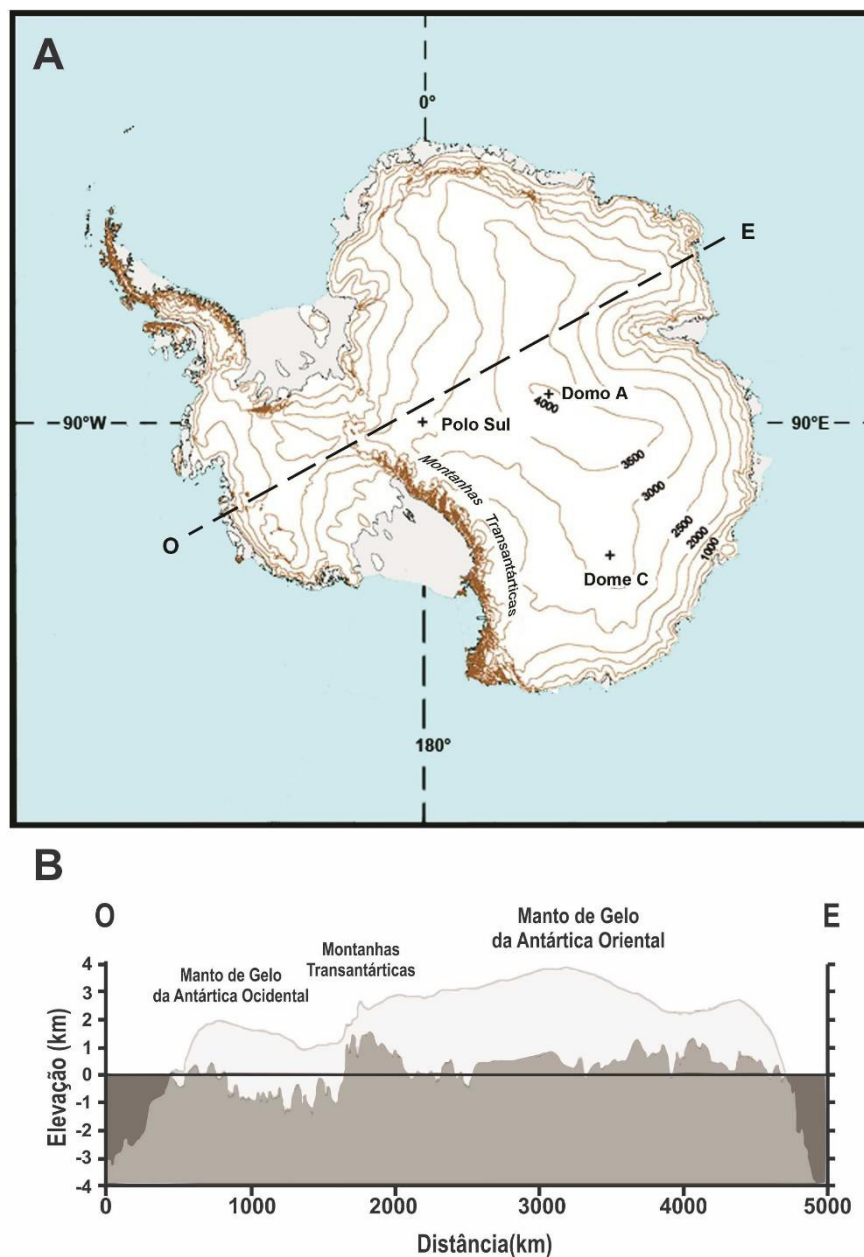 A
0°
E
Domo A
4000
90°W
Polo Sul
90°E
Montanhas
Transantárticas
3500
3000
2500
2000
1000
O
Dome C
180°
B
O
E
Manto de Gelo
da Antártica Ocidental
Montanhas
Transantárticas
Manto de Gelo
da Antártica Oriental
Elevação (km)
4
3
2
1
0
-1
-2
-3
-4
0
1000
2000
3000
4000
5000
Distância(km)